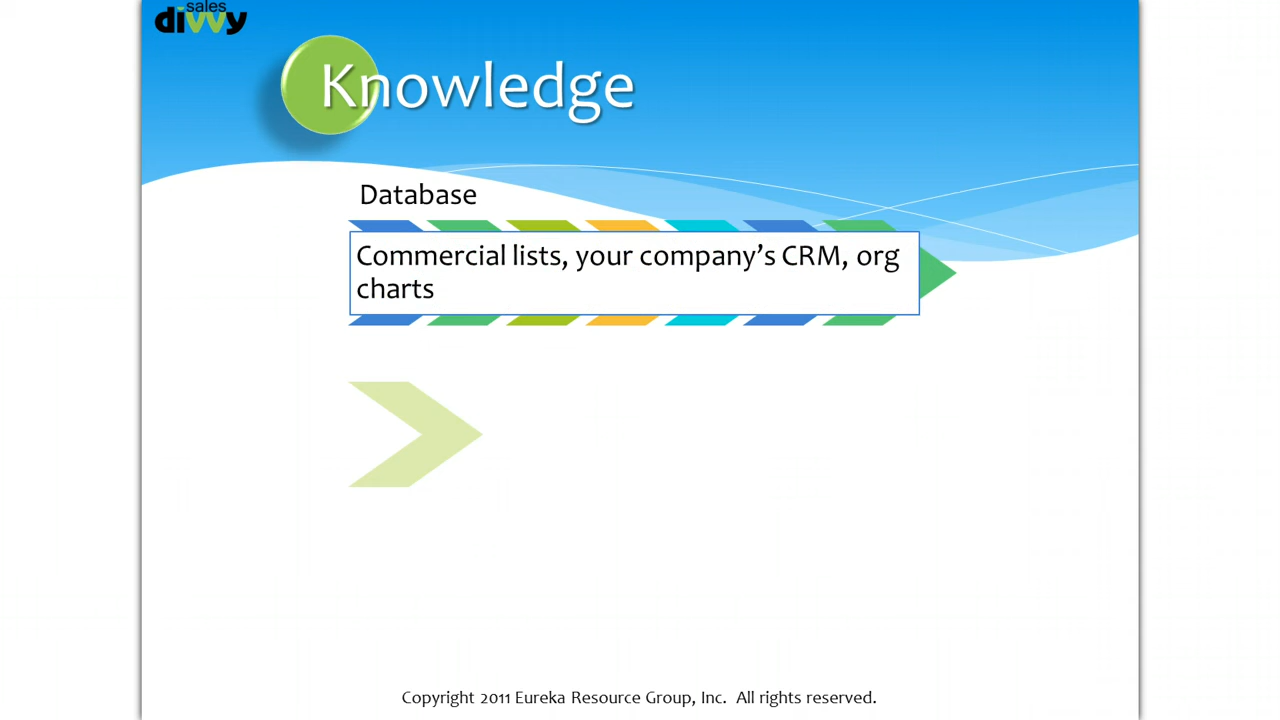 sales
divvy
Knowledge
Database
Commercial lists, your company’s CRM, org
charts
Copyright 2011 Eureka Resource Group, Inc.  All rights reserved.